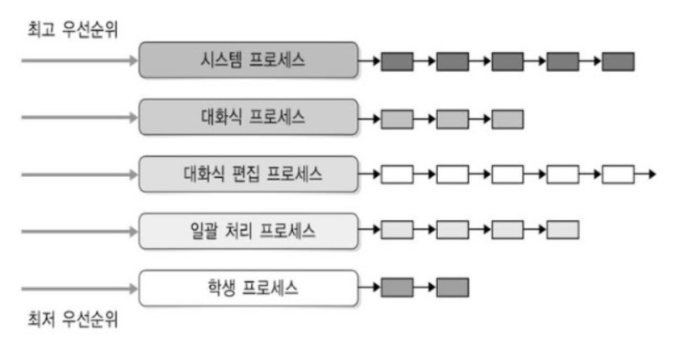 최고 우선순위
시스템 프로세스
대화식 프로세스
대화식 편집 프로세스
일괄 처리 프로세스
학생 프로세스
최저 우선순위